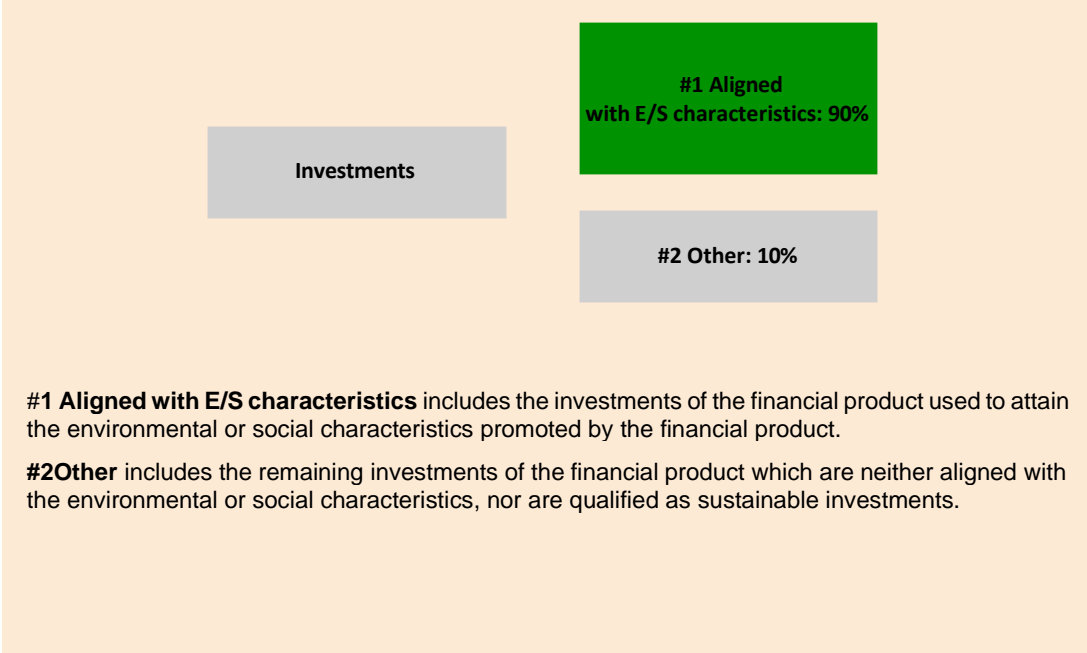 #1 Aligned
with E/S characteristics: 90%
Investments
#2 Other: 10%
#1 Aligned with E/S characteristics includes the investments of the financial product used to attain
the environmental or social characteristics promoted by the financial product.
#2Other includes the remaining investments of the financial product which are neither aligned with
the environmental or social characteristics, nor are qualified as sustainable investments.